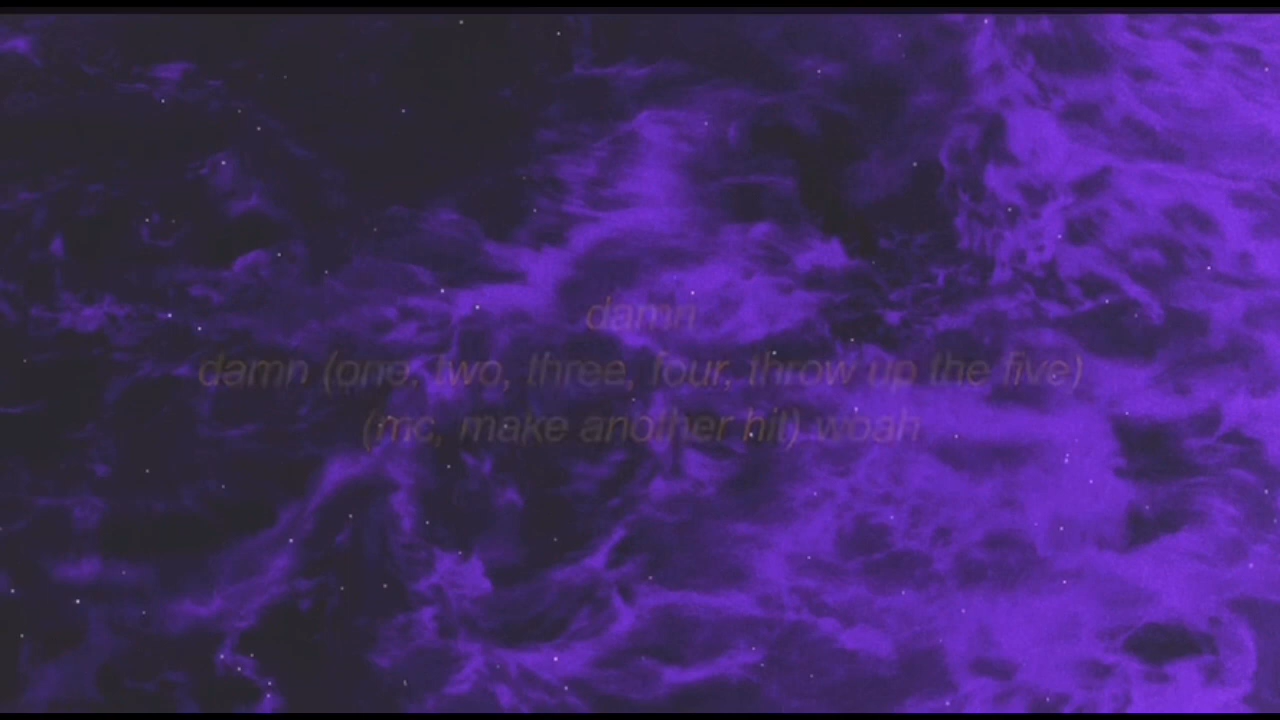 damn
damn (one, two, three, four, throw up the five)
(mc, make another hit) woah